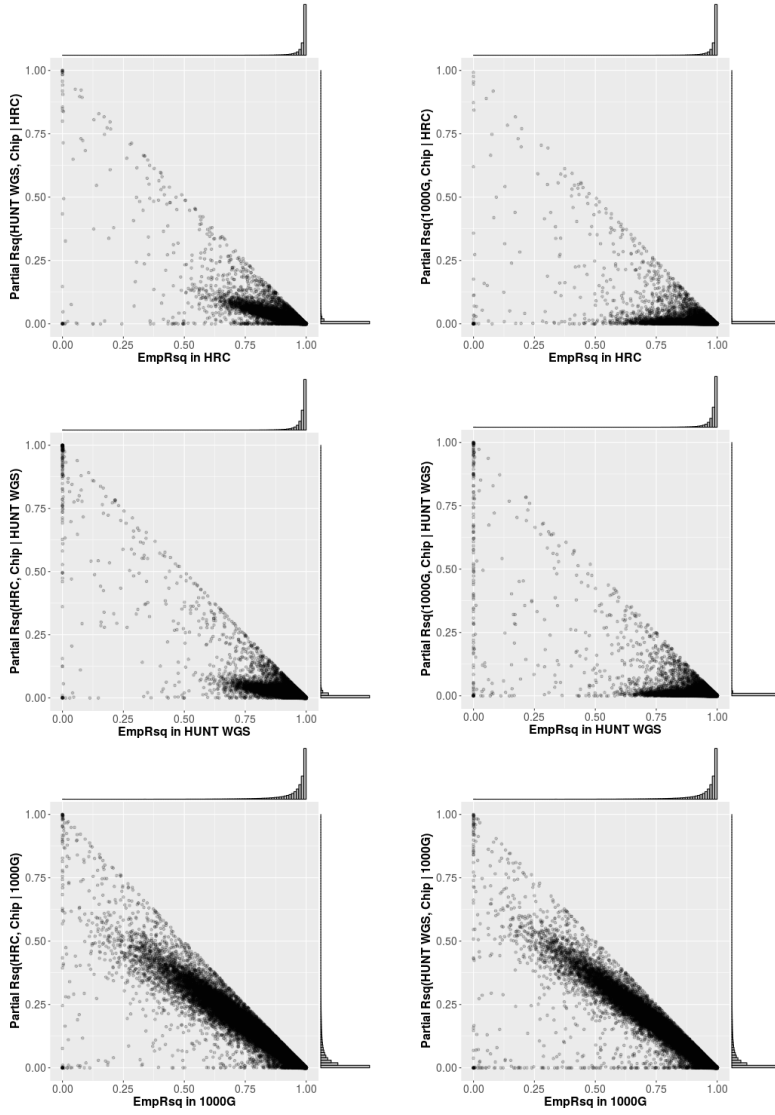 Partial Rsq(HUNT WGS, Chip | HRC)
1.00
0.75
0.50
0.25
0.00
0.00 0.25 0.50 0.75 1.00
EmpRsq in HRC
Partial Rsq(1000G, Chip | HRC)
1.00
0.75
0.50
0.25
0.00
0.00 0.25 0.50 0.75 1.00
EmpRsq in HRC
Partial Rsq(HRC, Chip | HUNT WGS)
1.00
0.75
0.50
0.25
0.00
0.00 0.25 0.50 0.75 1.00
EmpRsq in HUNT WGS
Partial Rsq(1000G, Chip | HUNT WGS)
1.00
0.75
0.50
0.25
0.00
0.00 0.25 0.50 0.75 1.00
EmpRsq in HUNT WGS
Partial Rsq(HRC, Chip | 1000G)
1.00
0.75
0.50
0.25
0.00
0.00 0.25 0.50 0.75 1.00
EmpRsq in 1000G
Partial Rsq(HUNT WGS, Chip | 1000G)
1.00
0.75
0.50
0.25
0.00
0.00 0.25 0.50 0.75 1.00
EmpRsq in 1000G